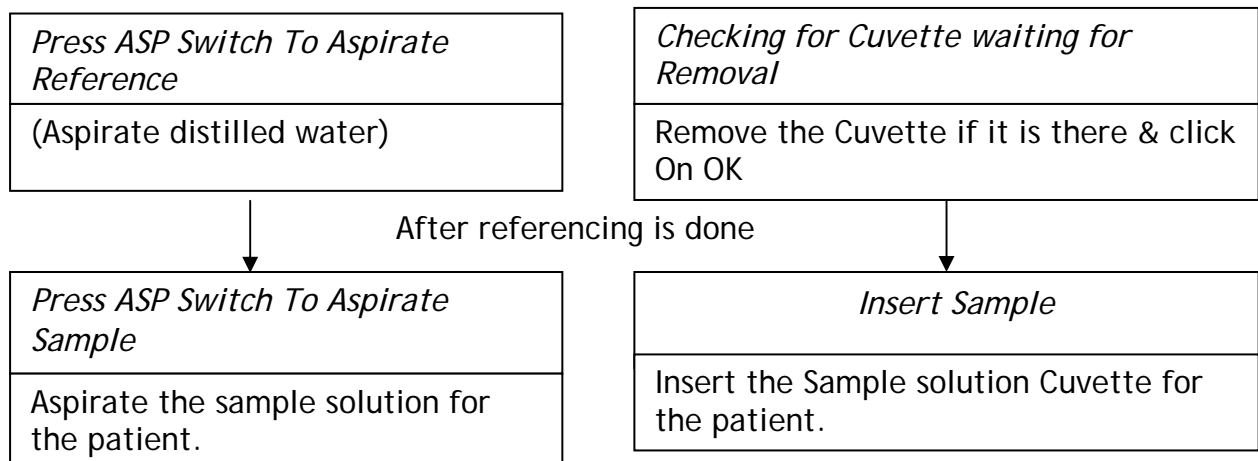 Press ASP Switch To Aspirate
Reference
(Aspirate distilled water)
Checking for Cuvette waiting for
Removal
Remove the Cuvette if it is there & click
On OK
After referencing is done
Press ASP Switch To Aspirate
Sample
Aspirate the sample solution for
the patient.
Insert Sample
Insert the Sample solution Cuvette for
the patient.